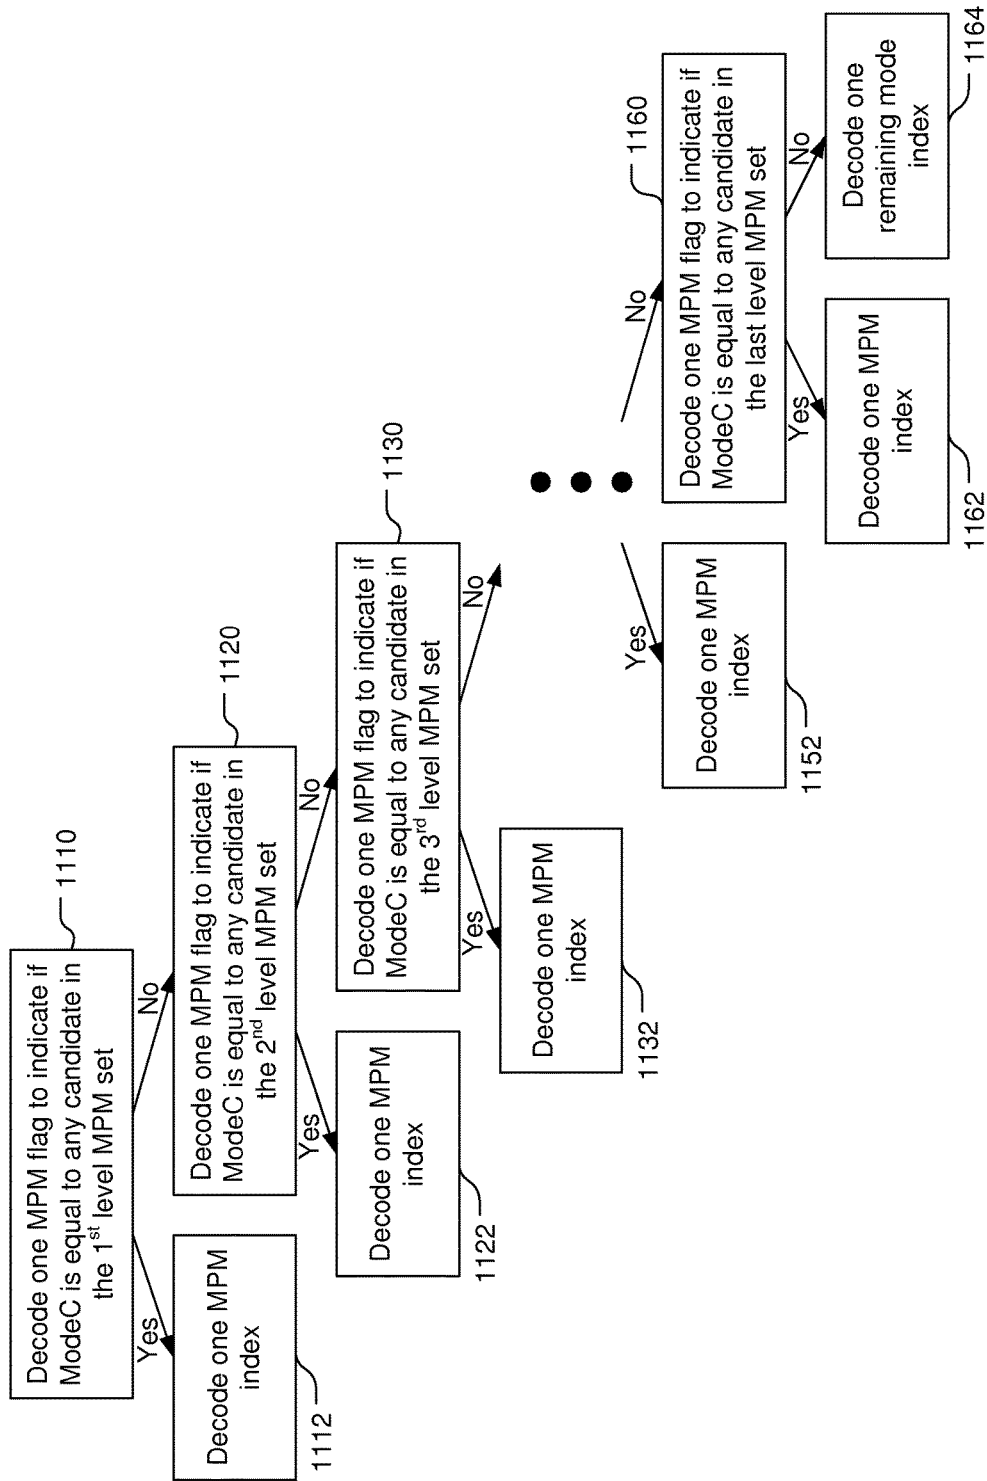 Decode one MPM flag to indicate if
ModeC is equal to any candidate in
the 1st level MPM set
1110
Yes
No
Decode one MPM
index
1112
Decode one MPM flag to indicate if
ModeC is equal to any candidate in
the 2nd level MPM set
1120
Yes
No
Decode one MPM
index
1122
Decode one MPM flag to indicate if
ModeC is equal to any candidate in
the 3rd level MPM set
1130
Yes
No
Decode one MPM
index
1132
Yes
No
Decode one MPM
index
1152
Decode one MPM flag to indicate if
ModeC is equal to any candidate in
the last level MPM set
1160
Yes
No
Decode one MPM
index
1162
Decode one
remaining mode
index
1164